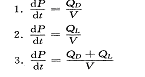 1. dP/dt = Q_D/V
2. dP/dt = Q_L/V
3. dP/dt = (Q_D + Q_L)/V